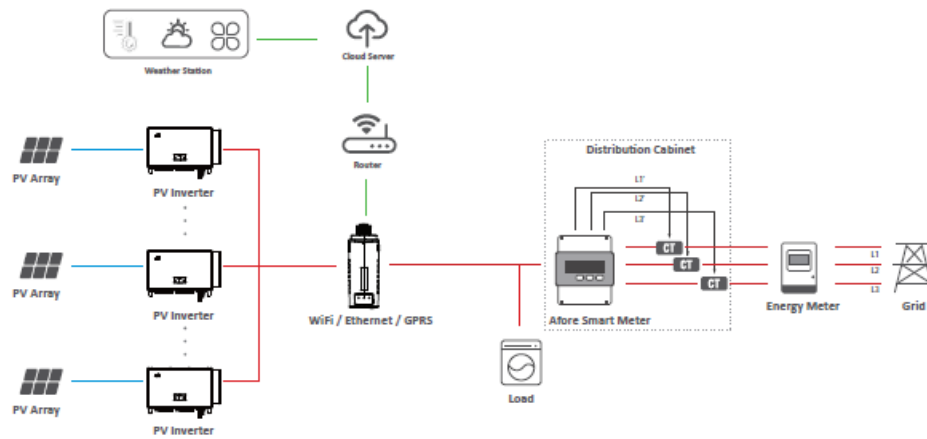 Weather Station
Cloud Server
Router
PV Array
PV Inverter
PV Array
PV Inverter
PV Array
PV Inverter
WiFi / Ethernet / GPRS
Distribution Cabinet
L1'
L2'
L3'
CT
CT
CT
Afore Smart Meter
Load
Energy Meter
L1
L2
L3
Grid